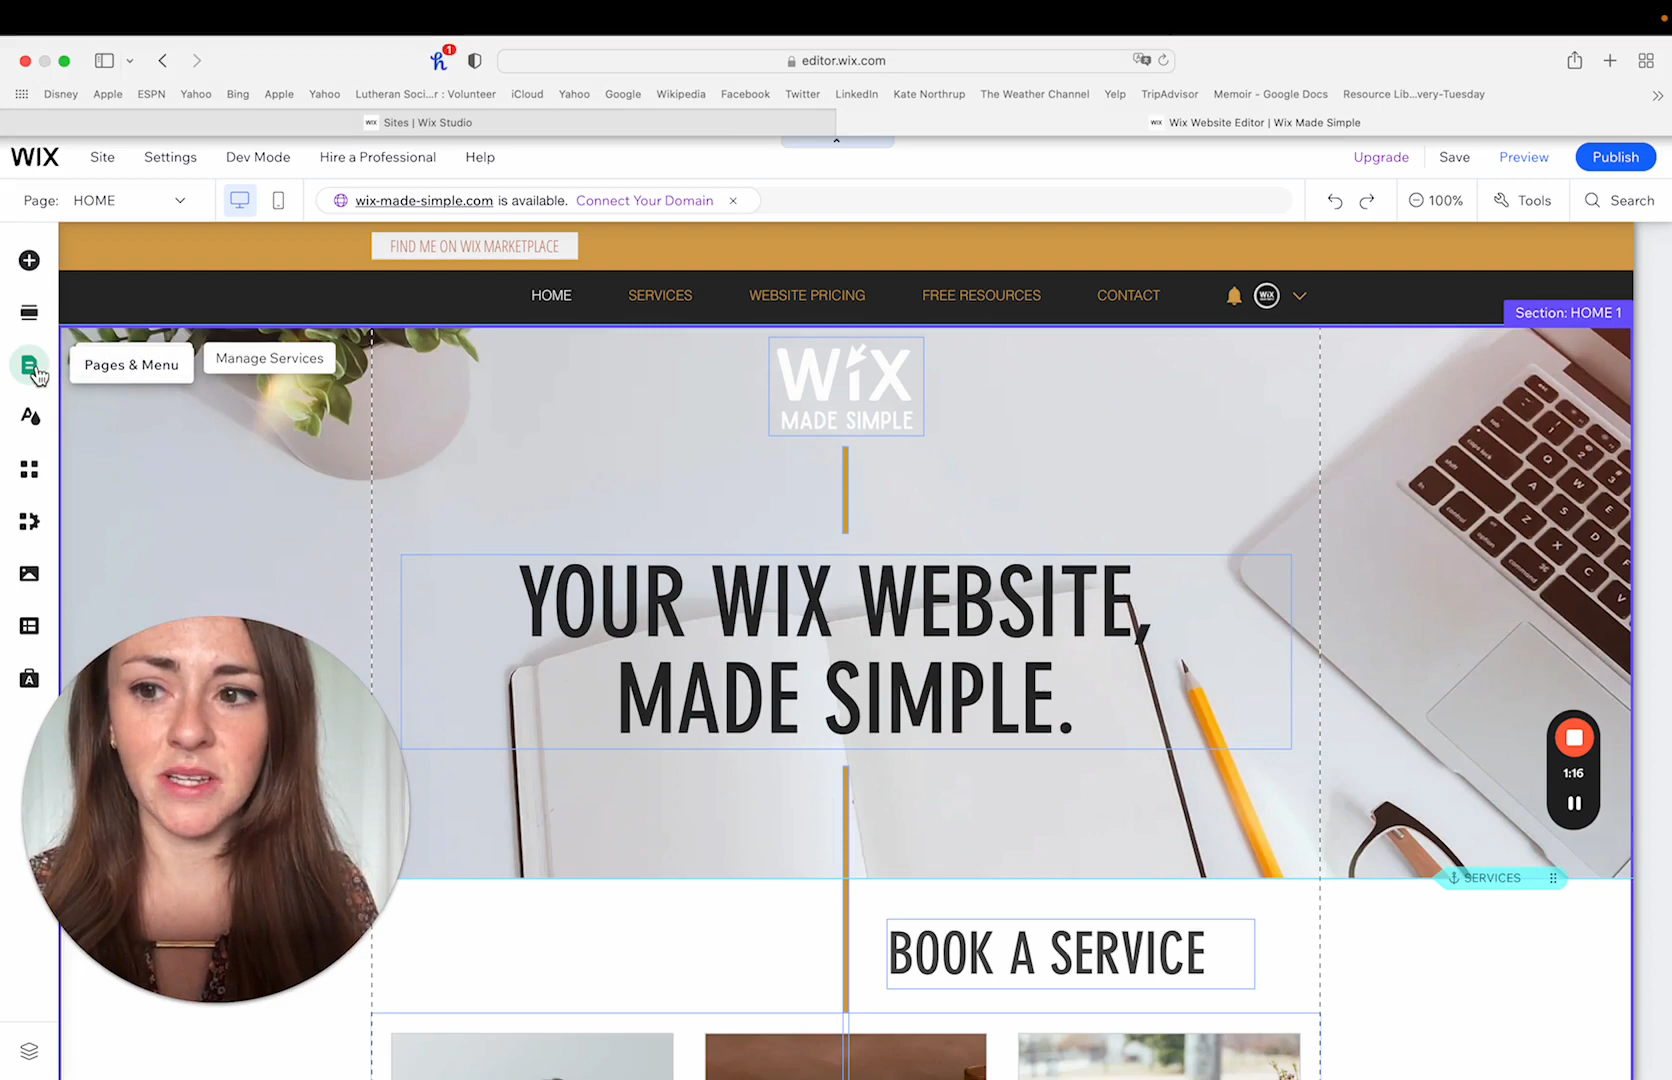 1
editor.wix.com
Disney Apple ESPN Yahoo Bing Apple Yahoo Lutheran Soci...r : Volunteer iCloud Yahoo Google Wikipedia Facebook Twitter LinkedIn Kate Northrup The Weather Channel Yelp TripAdvisor Memoir - Google Docs Resource Lib...very-Tuesday
WIX Sites | Wix Studio
WIX Wix Website Editor | Wix Made Simple
WIX Site Settings Dev Mode Hire a Professional Help Upgrade Save Preview Publish
Page: HOME wix-made-simple.com is available. Connect Your Domain 100% Tools Search
FIND ME ON WIX MARKETPLACE
HOME SERVICES WEBSITE PRICING FREE RESOURCES CONTACT
Section: HOME 1
Pages & Menu
Manage Services
WiX
MADE SIMPLE
YOUR WIX WEBSITE,
MADE SIMPLE.
1:16
SERVICES
BOOK A SERVICE